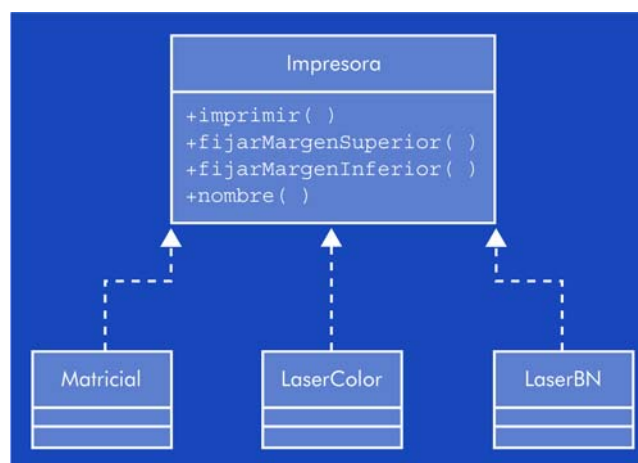 Impresora
+imprimir( )
+fijarMargenSuperior( )
+fijarMargenInferior( )
+nombre( )
Matricial
LaserColor
LaserBN